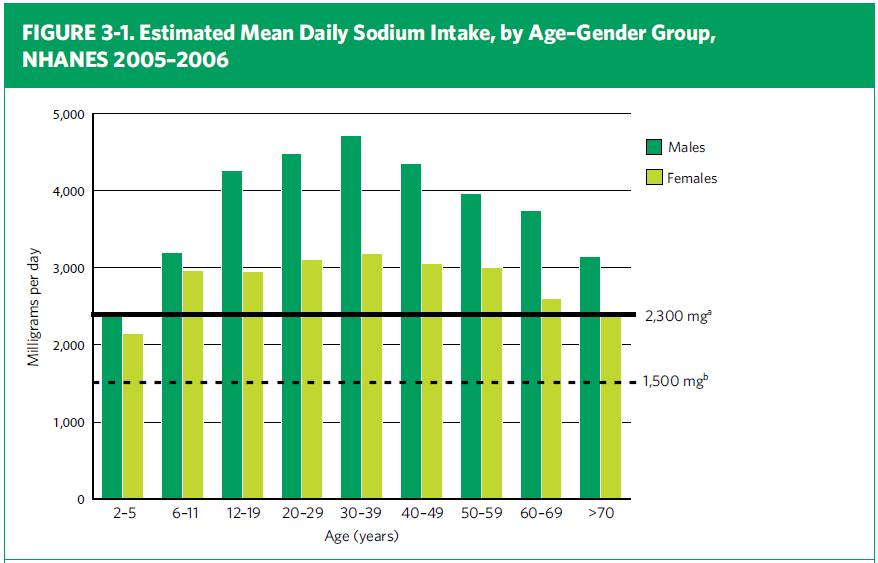 FIGURE 3-1. Estimated Mean Daily Sodium Intake, by Age–Gender Group,
NHANES 2005–2006
5,000
4,000
3,000
2,000
1,000
0
Milligrams per day
Males
Females
2,300 mgᵃ
1,500 mgᵇ
2–5 6–11 12–19 20–29 30–39 40–49 50–59 60–69 >70
Age (years)